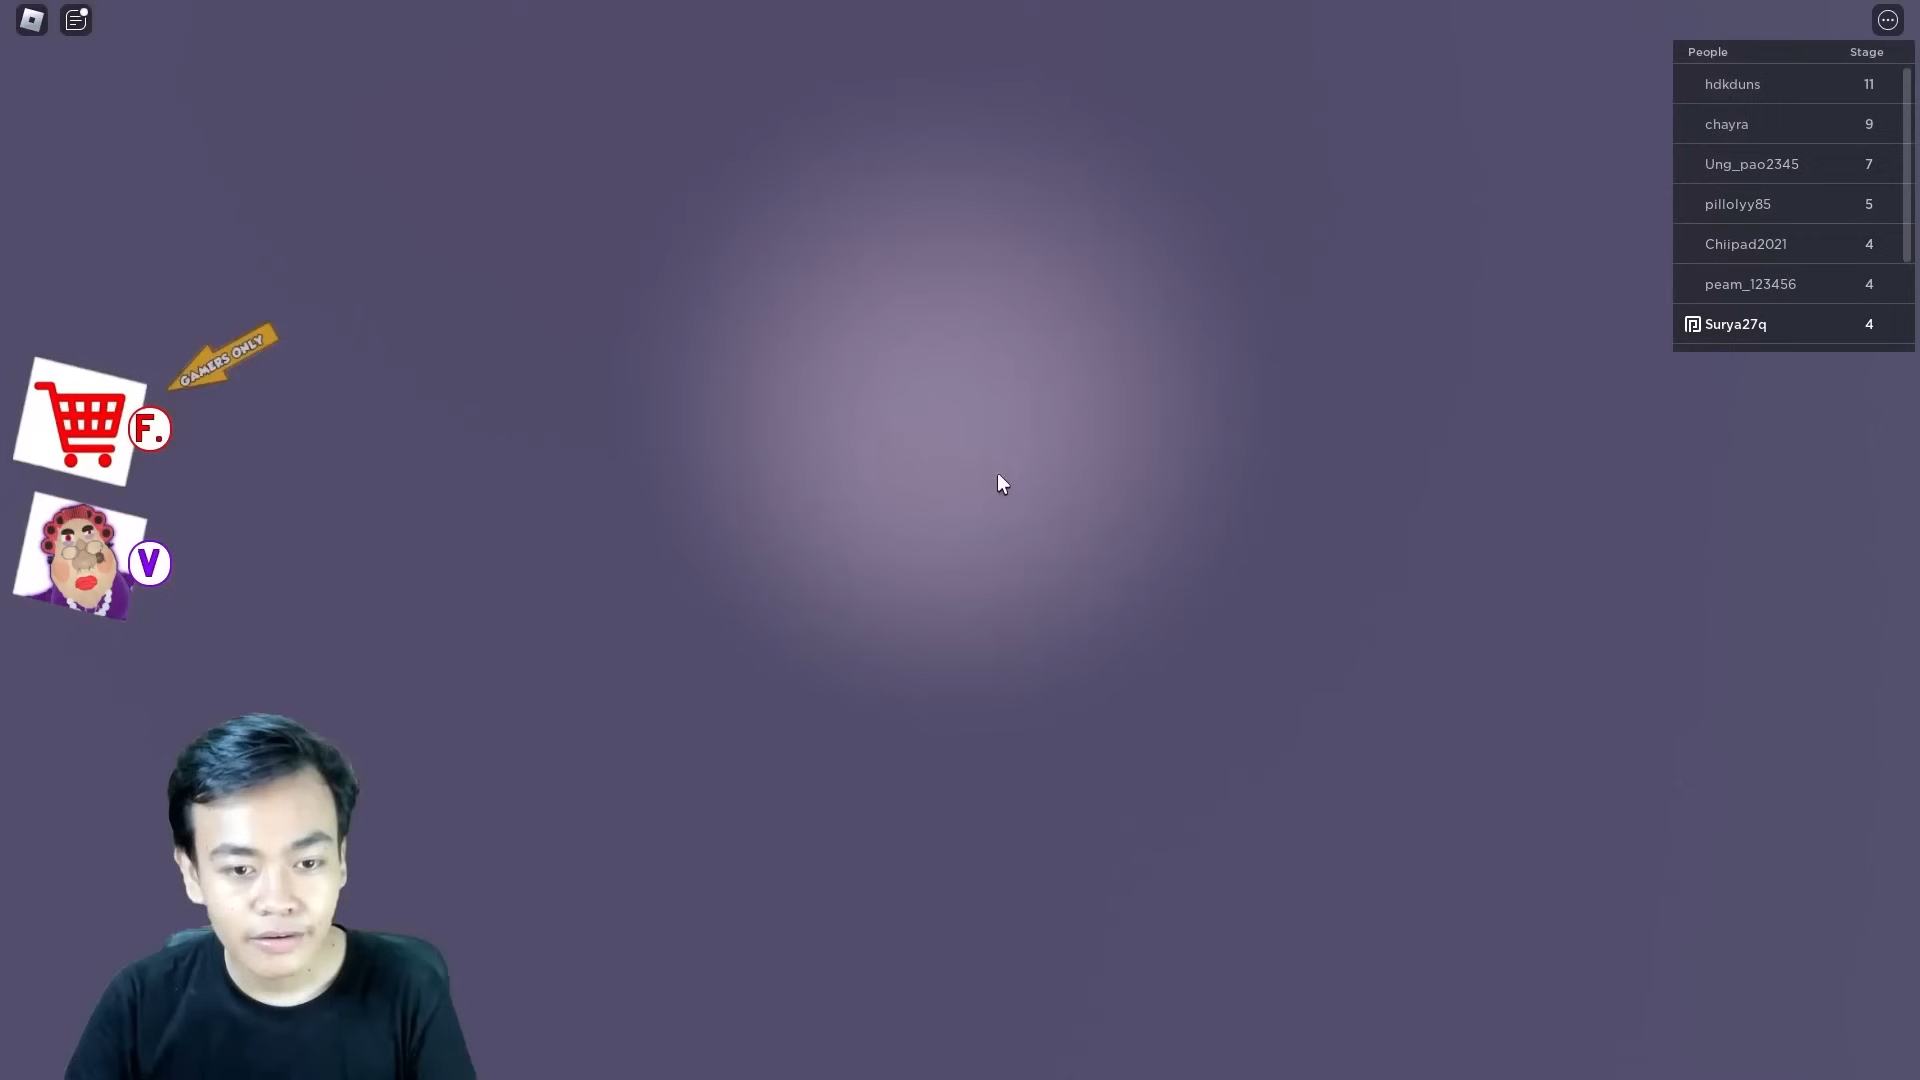 People Stage
hdkduns 11
chayra 9
Ung_pao2345 7
pillolyy85 5
Chiipad2021 4
peam_123456 4
Surya27q 4
GAMERS ONLY
F.
V